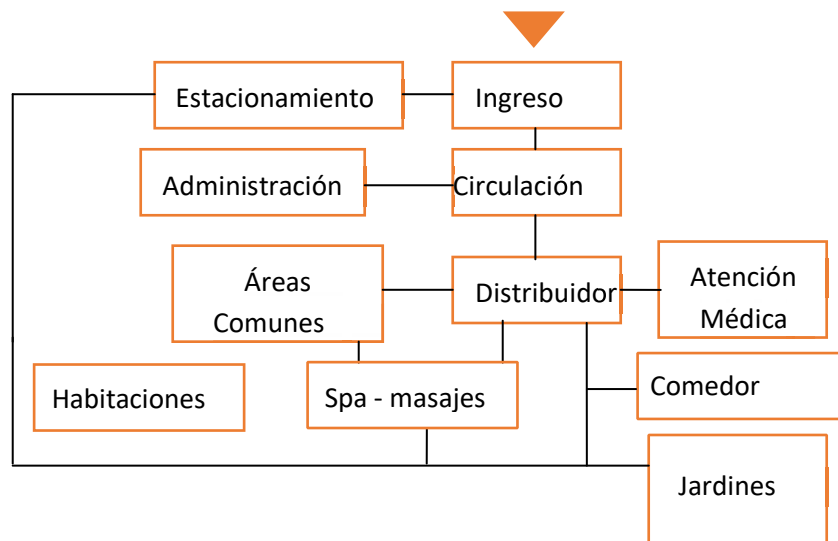 Estacionamiento
Ingreso
Administración
Circulación
Áreas
Comunes
Distribuidor
Atención
Médica
Habitaciones
Spa - masajes
Comedor
Jardines